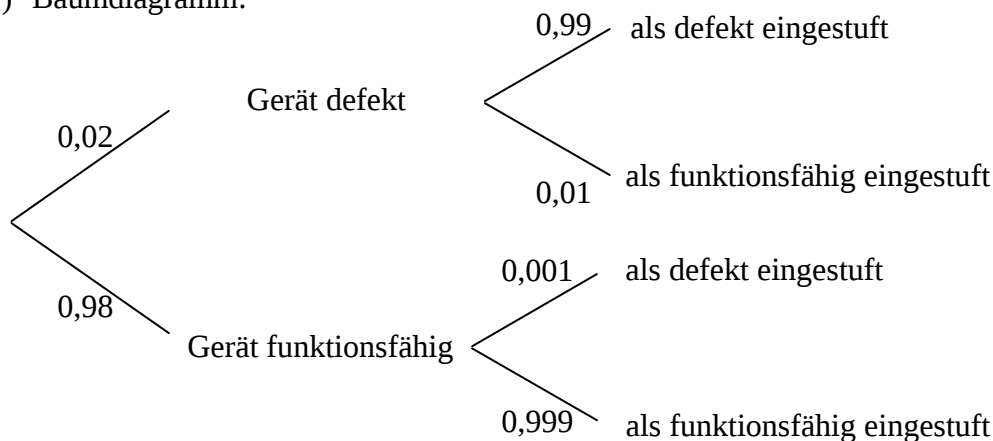 ) Baumdiagramm:
0,99 als defekt eingestuft
Gerät defekt
0,02
als funktionsfähig eingestuft
0,01
0,001 als defekt eingestuft
0,98
Gerät funktionsfähig
0,999 als funktionsfähig eingestuft